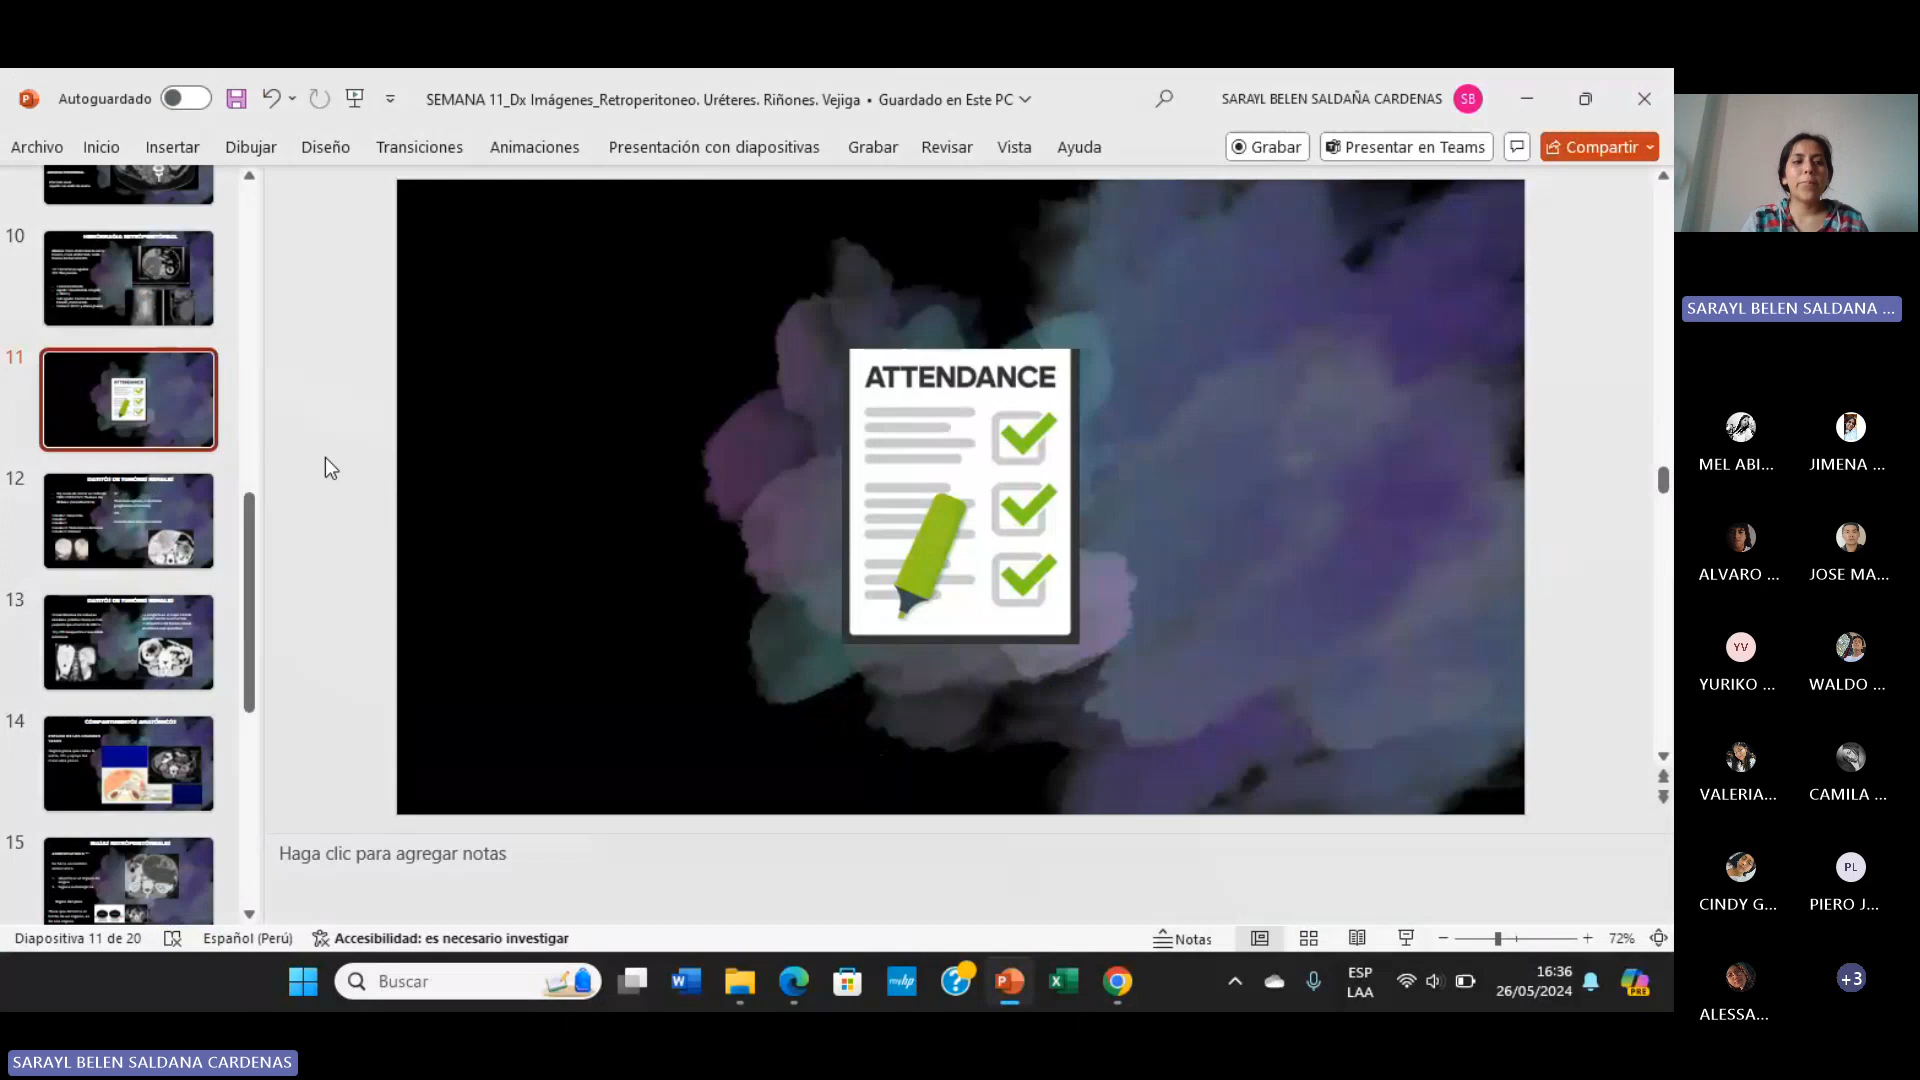 Autoguardado
SEMANA 11_Dx Imágenes_Retroperitoneo. Uréteres. Riñones. Vejiga • Guardado en Este PC
SARAYL BELEN SALDAÑA CARDENAS
SB
Archivo
Inicio
Insertar
Dibujar
Diseño
Transiciones
Animaciones
Presentación con diapositivas
Grabar
Revisar
Vista
Ayuda
Grabar
Presentar en Teams
Compartir
10
11
ATTENDANCE
12
13
14
COMPARTIMENTOS ANATÓMICOS
15
ATTENDANCE
Haga clic para agregar notas
Diapositiva 11 de 20
Español (Perú)
Accesibilidad: es necesario investigar
Notas
72%
Buscar
ESP
LAA
16:36
26/05/2024
PRE
SARAYL BELEN SALDANA CARDENAS
SARAYL BELEN SALDANA ...
MEL ABI...
JIMENA ...
ALVARO ...
JOSE MA...
YV
YURIKO ...
WALDO ...
VALERIA...
CAMILA ...
CINDY G...
PL
PIERO J...
ALESSA...
+3